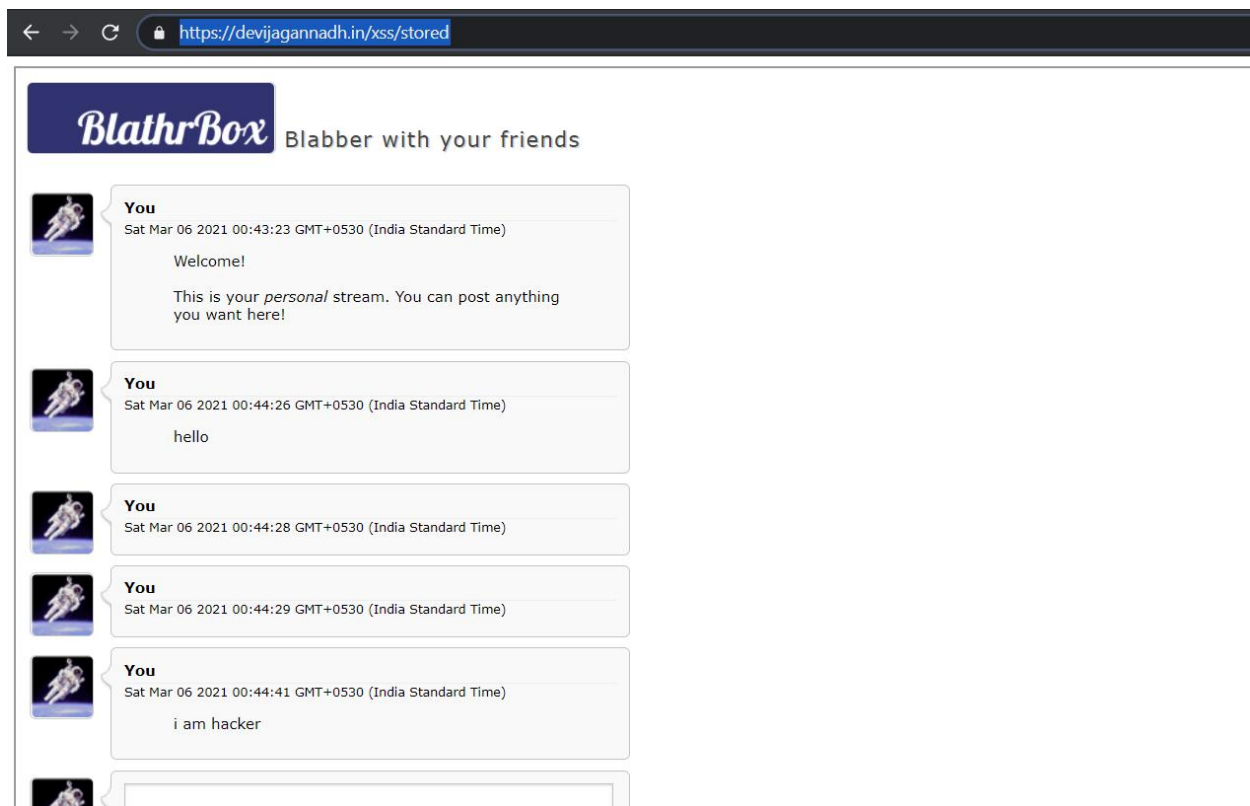 https://devijagannadh.in/xss/stored
BlathrBox Blabber with your friends
You
Sat Mar 06 2021 00:43:23 GMT+0530 (India Standard Time)
Welcome!
This is your personal stream. You can post anything
you want here!
You
Sat Mar 06 2021 00:44:26 GMT+0530 (India Standard Time)
hello
You
Sat Mar 06 2021 00:44:28 GMT+0530 (India Standard Time)
You
Sat Mar 06 2021 00:44:29 GMT+0530 (India Standard Time)
You
Sat Mar 06 2021 00:44:41 GMT+0530 (India Standard Time)
i am hacker